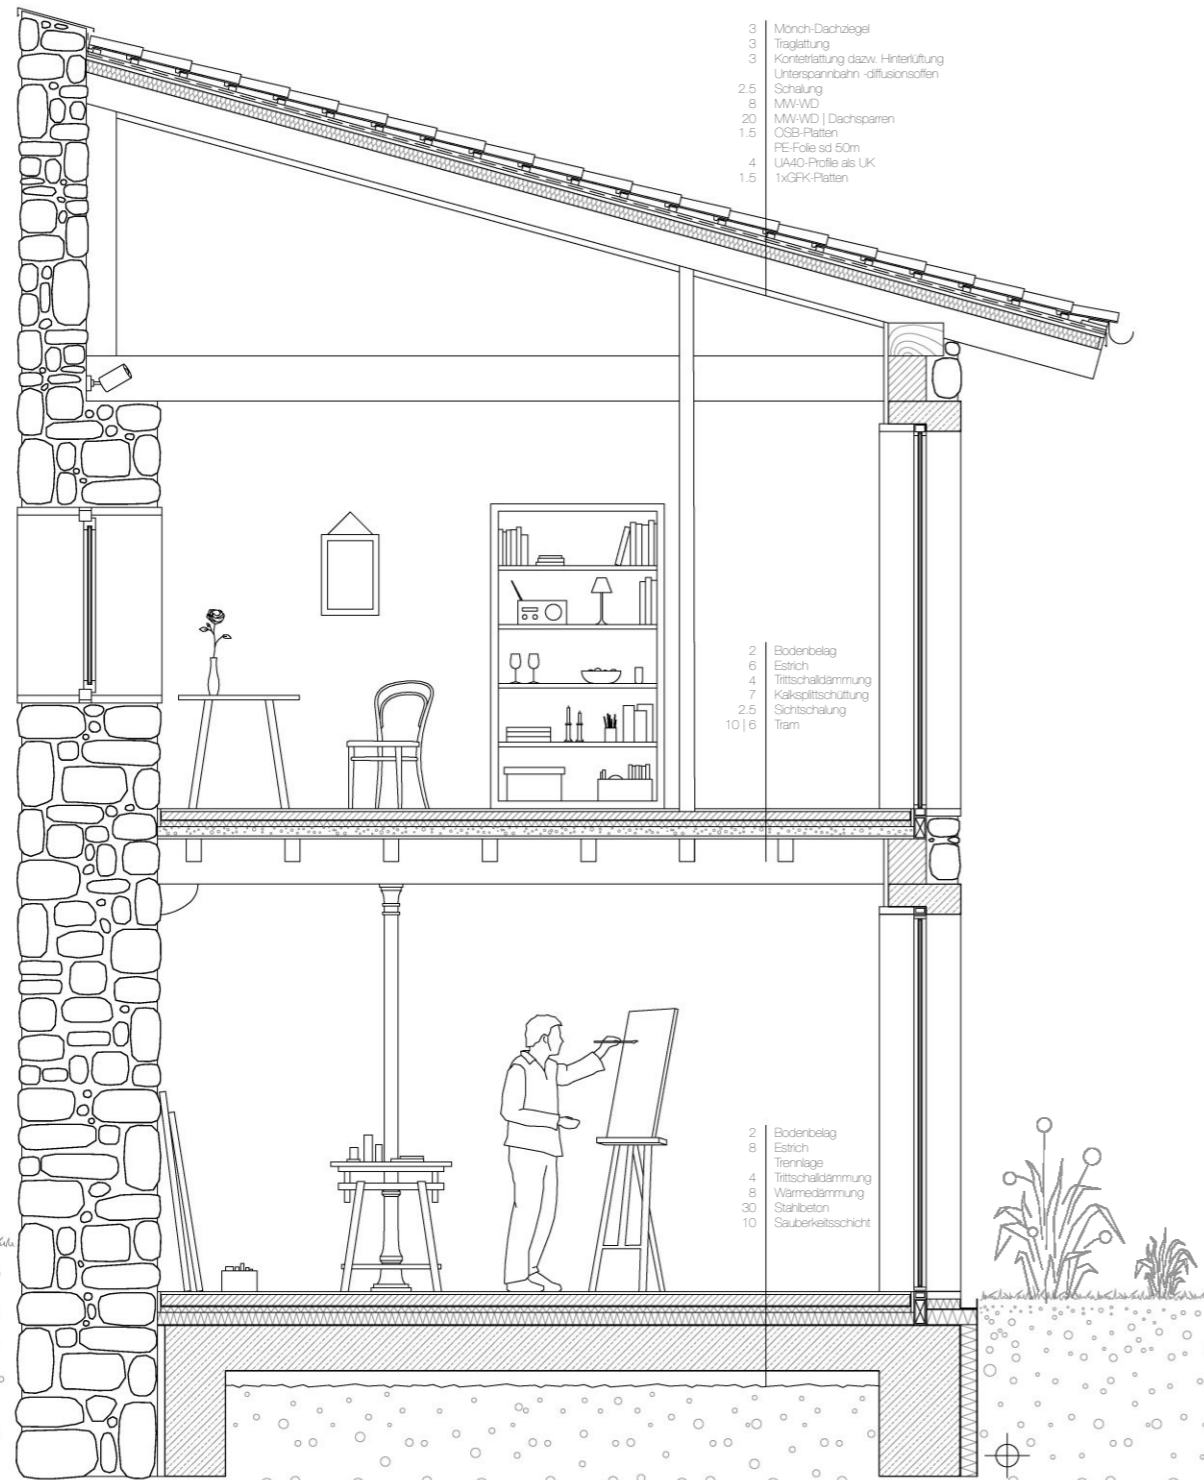 3 Mönch-Dachziegel
3 Traglattung
3 Konterlattung dazw. Hinterlüftung
Unterspannbahn -diffusionsoffen
2.5 Schalung
8 MW-WD
20 MW-WD | Dachsparren
1.5 OSB-Platten
PE-Folie sd 50m
4 UA40-Profile als UK
1.5 1xGFK-Platten
2 Bodenbelag
6 Estrich
4 Trittschalldämmung
7 Kalksplittschüttung
2.5 Sichtschalung
10 | 6 Tram
2 Bodenbelag
8 Estrich
Trennlage
4 Trittschalldämmung
8 Wärmedämmung
30 Stahlbeton
10 Sauberkeitsschicht